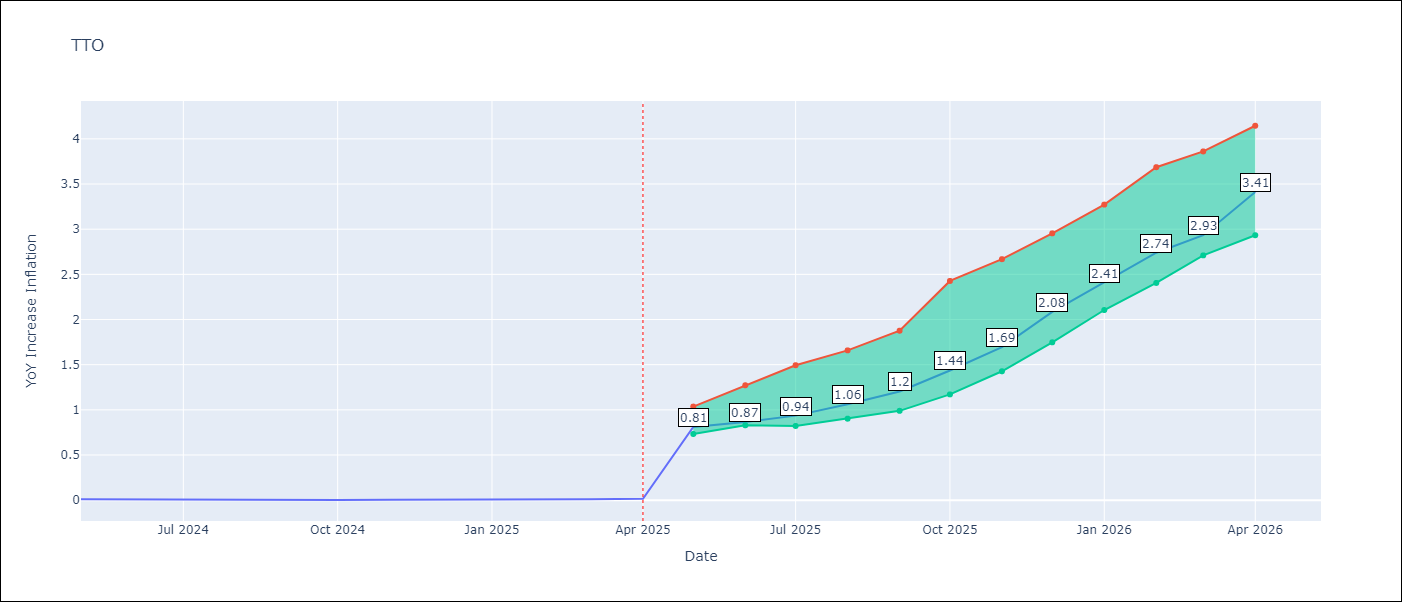 TTO
YoY Increase Inflation
4
3.5
3
2.5
2
1.5
1
0.5
0
0.81
0.87
0.94
1.06
1.2
1.44
1.69
2.08
2.41
2.74
2.93
3.41
Jul 2024
Oct 2024
Jan 2025
Apr 2025
Jul 2025
Oct 2025
Jan 2026
Apr 2026
Date